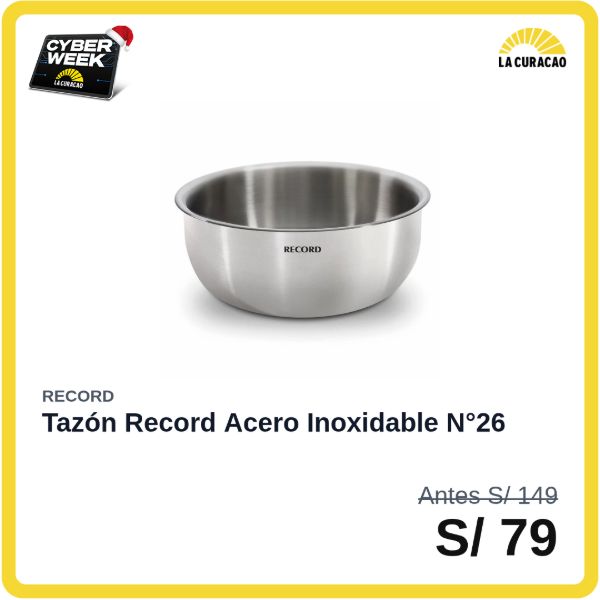 CYBER
WEEK
LA CURACAO
LA CURACAO
RECORD
RECORD
Tazón Record Acero Inoxidable N°26
Antes S/ 149
S/ 79